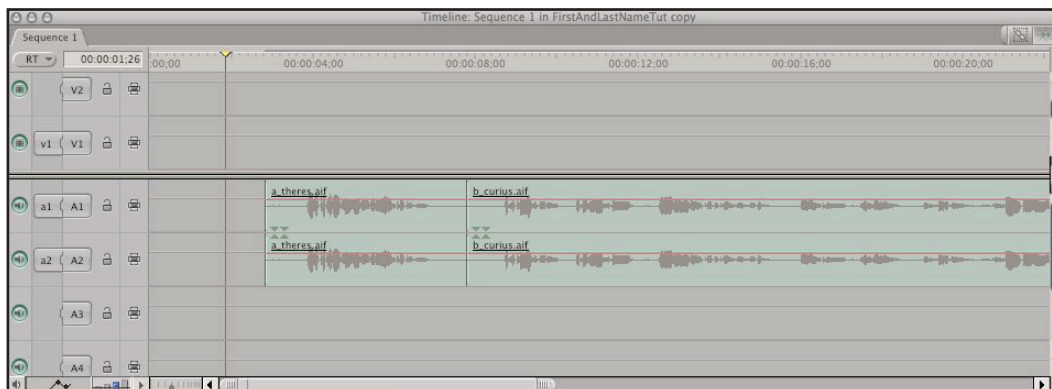 Timeline: Sequence 1 in FirstAndLastNameTut copy
Sequence 1
RT 00:00:01;26 00;00 00:00:04;00 00:00:08;00 00:00:12;00 00:00:16;00 00:00:20;00
V2
v1 V1
a_theres.aif b_curius.aif
a1 A1
a_theres.aif b_curius.aif
a2 A2
A3
A4